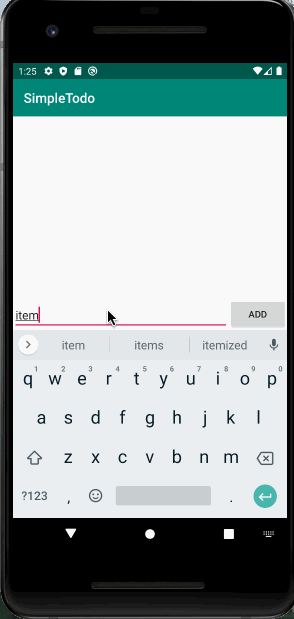 1:25
SimpleTodo
item
ADD
item items itemized
1 2 3 4 5 6 7 8 9 0
q w e r t y u i o p
a s d f g h j k l
z x c v b n m
?123 , .